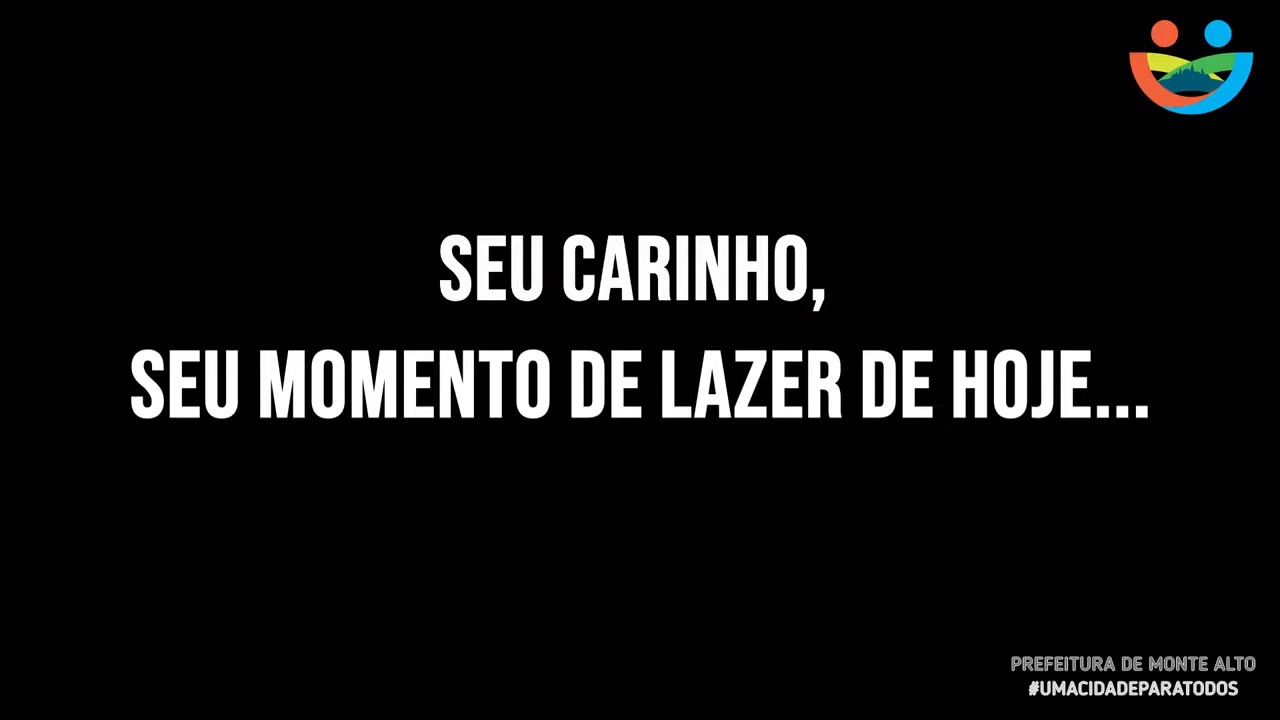 SEU CARINHO,
SEU MOMENTO DE LAZER DE HOJE...
PREFEITURA DE MONTE ALTO
#UMACIDADEPARATODOS